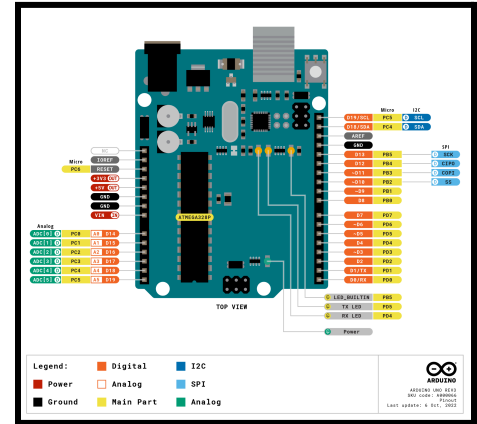 D19/SCL PC5 SCL
D18/SDA PC4 SDA
AREF
GND
D13 PB5 SCK
D12 PB4 CIPO
~D11 PB3 COPI
~D10 PB2 SS
~D9 PB1
D8 PB0
D7 PD7
~D6 PD6
~D5 PD5
D4 PD4
~D3 PD3
D2 PD2
D1/TX PD1
D0/RX PD0
Micro I2C
SPI
NC
IOREF
Micro
PC6 RESET
+3V3 OUT
+5V OUT
GND
GND
VIN IN
Analog
ADC[0] PC0 A0 D14
ADC[1] PC1 A1 D15
ADC[2] PC2 A2 D16
ADC[3] PC3 A3 D17
ADC[4] PC4 A4 D18
ADC[5] PC5 A5 D19
ATMEGA328P
LED_BUILTIN PB5
TX LED PD5
RX LED PD4
Power
TOP VIEW
Legend:
Power
Ground
Digital
Analog
Main Part
I2C
SPI
Analog
ARDUINO
ARDUINO UNO REV3
SKU code: A000066
Pinout
Last update: 6 Oct, 2022